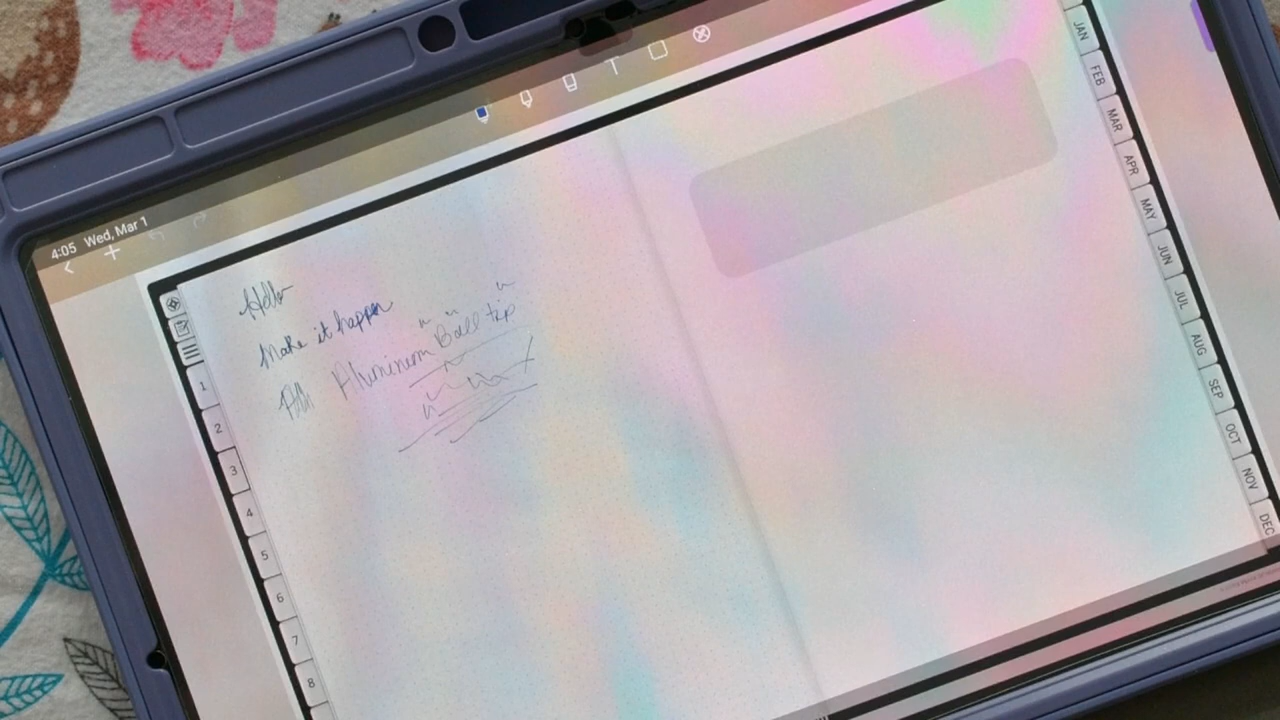 4:05 Wed, Mar 1
T
Hello
Make it happen
Aluminum Ball tip
1
2
3
4
5
6
7
8
JAN
FEB
MAR
APR
MAY
JUN
JUL
AUG
SEP
OCT
NOV
DEC